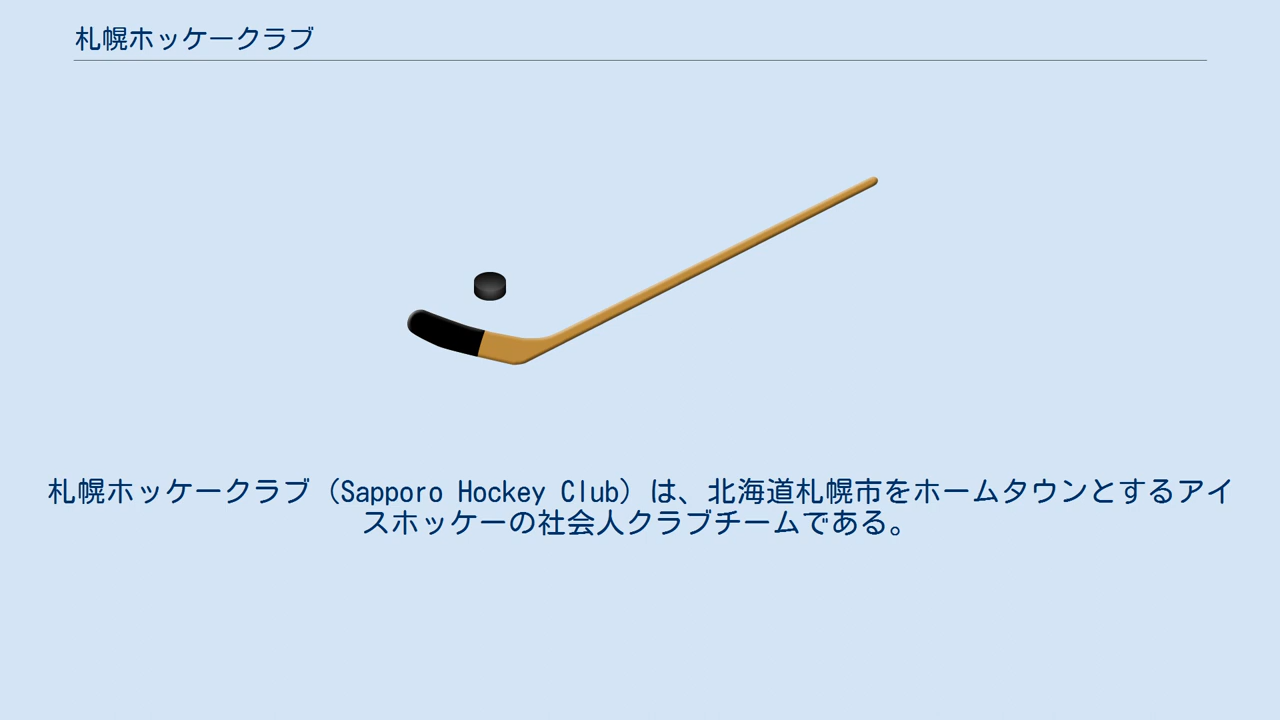 札幌ホッケークラブ
札幌ホッケークラブ（Sapporo Hockey Club）は、北海道札幌市をホームタウンとするアイ
スホッケーの社会人クラブチームである。